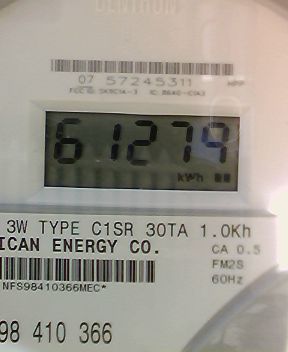 CENTRON
07 57245311
61279
kWh
3W TYPE C1SR 30TA 1.0Kh
ICAN ENERGY CO.
CA 0.5
FM2S
60Hz
NFS98410366MEC*
98 410 366